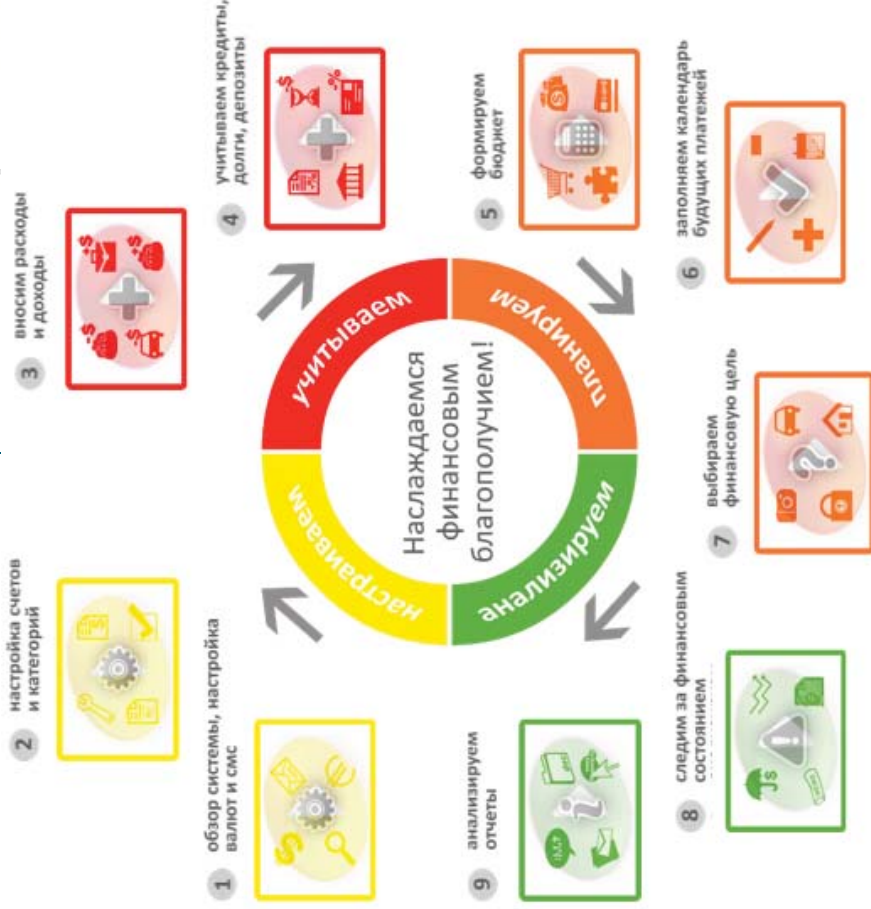 1
обзор системы, настройка
валют и смс
2
настройка счетов
и категорий
3
вносим расходы
и доходы
4
учитываем кредиты,
долги, депозиты
5
формируем
бюджет
6
заполняем календарь
будущих платежей
7
выбираем
финансовую цель
8
следим за финансовым
состоянием
9
анализируем
отчеты
настраиваем
учитываем
планируем
анализируем
Наслаждаемся
финансовым
благополучием!